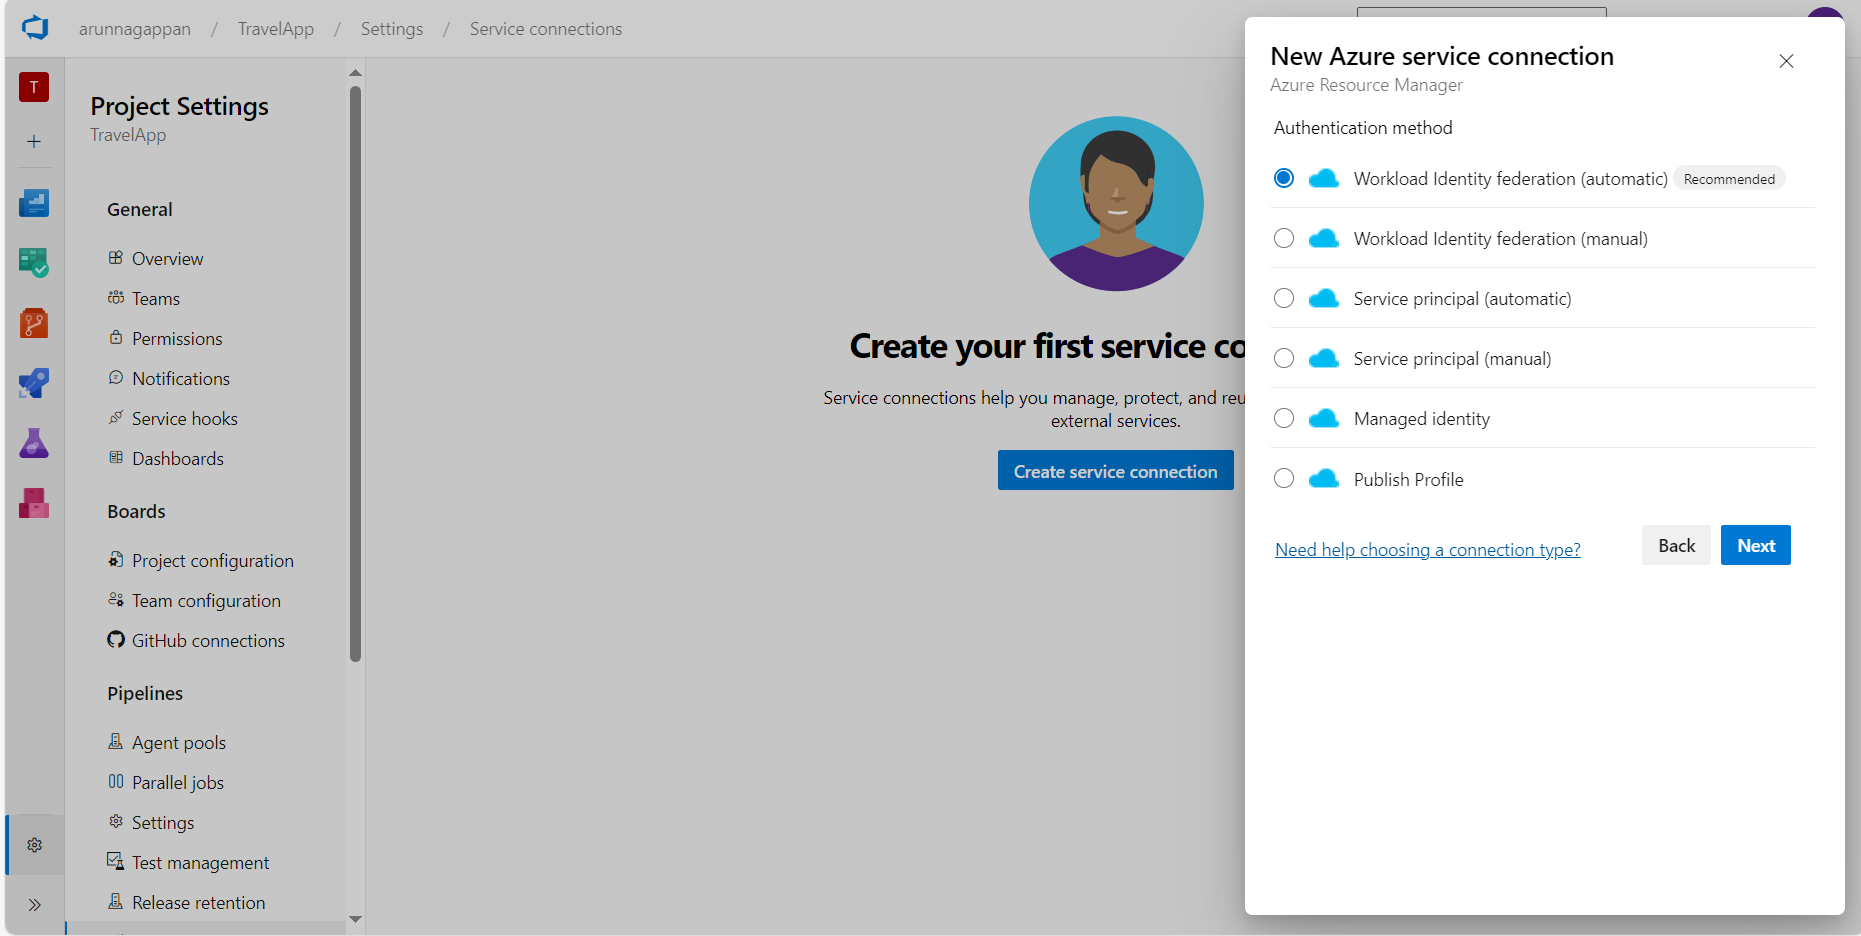 arunnagappan / TravelApp / Settings / Service connections
T
Project Settings
TravelApp
General
Overview
Teams
Permissions
Notifications
Service hooks
Dashboards
Boards
Project configuration
Team configuration
GitHub connections
Pipelines
Agent pools
Parallel jobs
Settings
Test management
Release retention
Create your first service co
Service connections help you manage, protect, and reu
external services.
Create service connection
New Azure service connection
Azure Resource Manager
Authentication method
Workload Identity federation (automatic) Recommended
Workload Identity federation (manual)
Service principal (automatic)
Service principal (manual)
Managed identity
Publish Profile
Need help choosing a connection type?
Back
Next